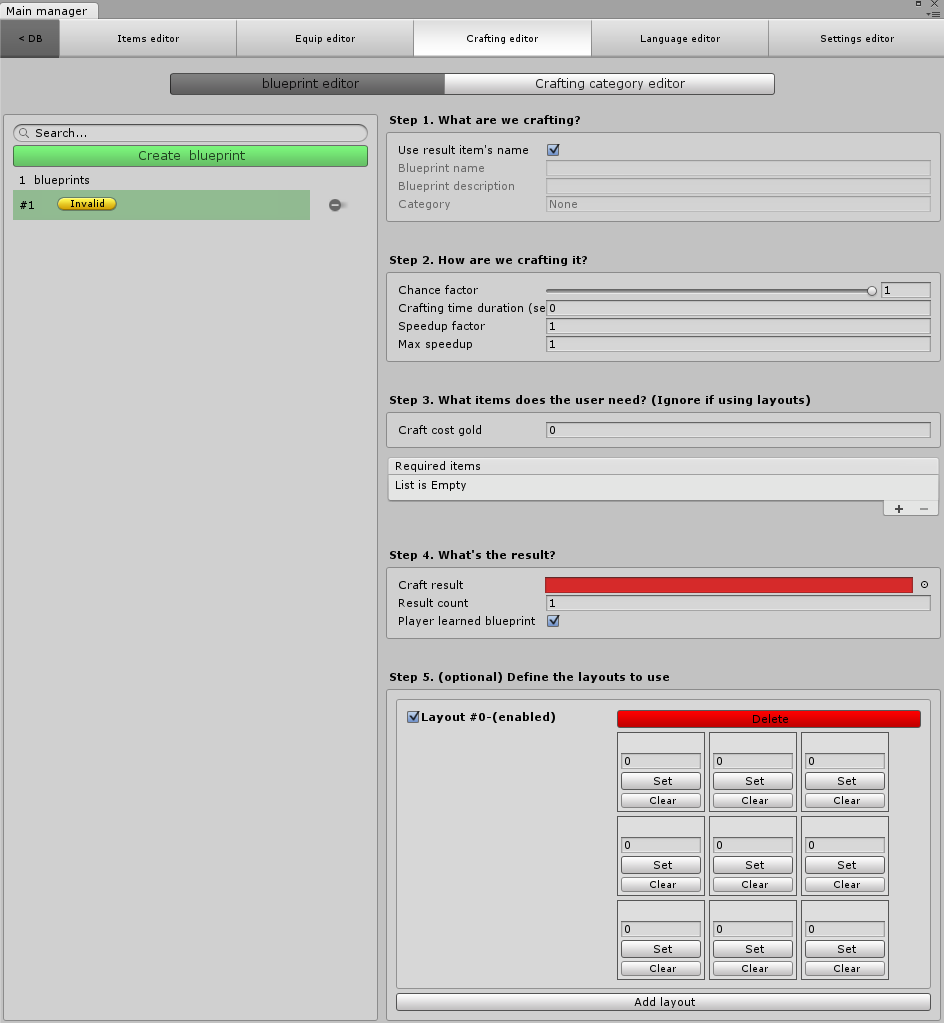 Main manager
< DB
Items editor
Equip editor
Crafting editor
Language editor
Settings editor
blueprint editor
Crafting category editor
Search...
Create blueprint
1 blueprints
#1 Invalid
Step 1. What are we crafting?
Use result item's name
Blueprint name
Blueprint description
Category None
Step 2. How are we crafting it?
Chance factor 1
Crafting time duration (se 0
Speedup factor 1
Max speedup 1
Step 3. What items does the user need? (Ignore if using layouts)
Craft cost gold 0
Required items
List is Empty
+ −
Step 4. What's the result?
Craft result
Result count 1
Player learned blueprint
Step 5. (optional) Define the layouts to use
Layout #0-(enabled) Delete
0 0 0
Set Set Set
Clear Clear Clear
0 0 0
Set Set Set
Clear Clear Clear
0 0 0
Set Set Set
Clear Clear Clear
Add layout